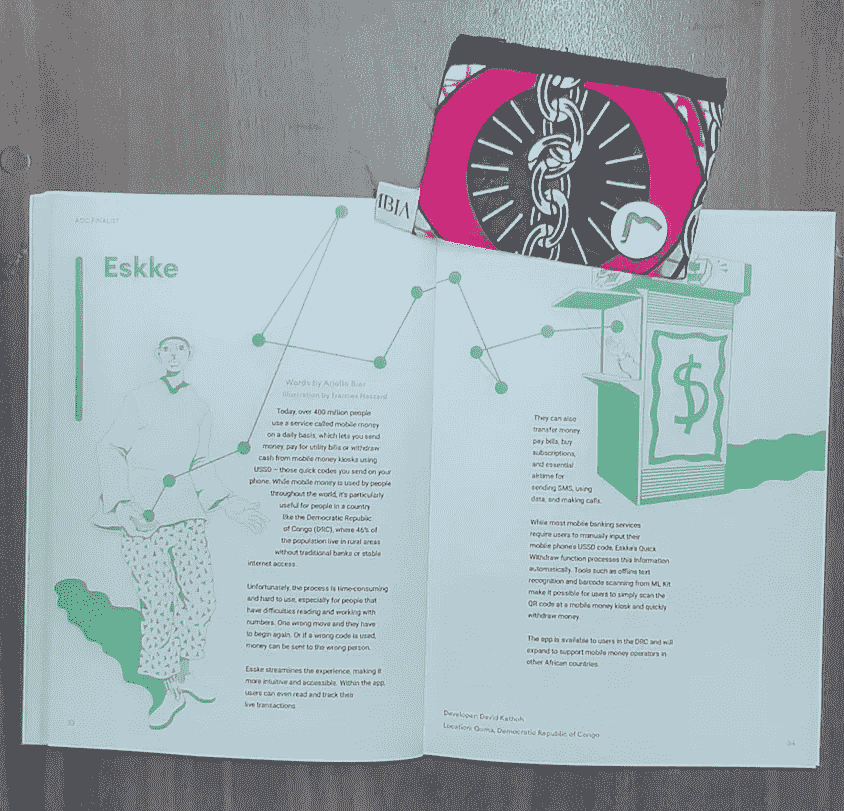 ADC FINALIST
Eskke
Words by Arielle Bier
Illustration by Frances Haszard
Today, over 400 million people
use a service called mobile money
on a daily basis, which lets you send
money, pay for utility bills or withdraw
cash from mobile money kiosks using
USSD – those quick codes you send on your
phone. While mobile money is used by people
throughout the world, it's particularly
useful for people in a country
like the Democratic Republic
of Congo (DRC), where 46% of
the population live in rural areas
without traditional banks or stable
internet access.
Unfortunately, the process is time-consuming
and hard to use, especially for people that
have difficulties reading and working with
numbers. One wrong move and they have
to begin again. Or if a wrong code is used,
money can be sent to the wrong person.
Esske streamlines the experience, making it
more intuitive and accessible. Within the app,
users can even read and track their
live transactions.
33
$
They can also
transfer money,
pay bills, buy
subscriptions,
and essential
airtime for
sending SMS, using
data, and making calls.
While most mobile banking services
require users to manually input their
mobile phone's USSD code, Eskke's Quick
Withdraw function processes this information
automatically. Tools such as offline text
recognition and barcode scanning from ML Kit
make it possible for users to simply scan the
QR code at a mobile money kiosk and quickly
withdraw money.
The app is available to users in the DRC and will
expand to support mobile money operators in
other African countries.
Developer: David Kathoh
Location: Goma, Democratic Republic of Congo
34